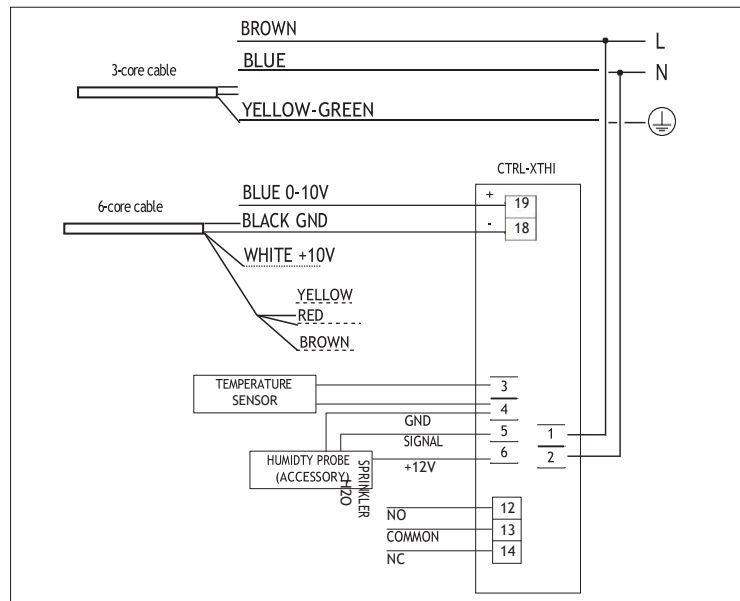 BROWN
L
3-core cable
BLUE
N
YELLOW-GREEN
CTRL-XTHI
BLUE 0-10V
+
19
6-core cable
BLACK GND
-
18
WHITE +10V
YELLOW
RED
BROWN
TEMPERATURE
SENSOR
3
4
GND
5
1
SIGNAL
HUMIDTY PROBE
(ACCESSORY)
SPRINKLER
H2O
+12V
6
2
12
NO
13
COMMON
14
NC